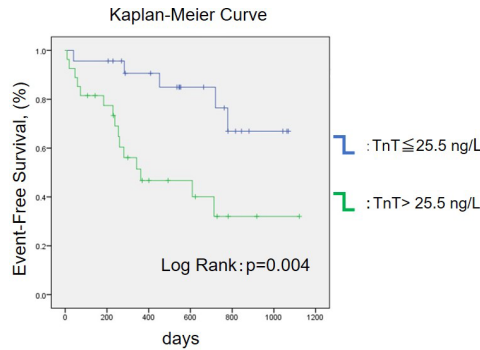 Kaplan-Meier Curve
Event-Free Survival, (%)
1.0
0.8
0.6
0.4
0.2
0.0
0 200 400 600 800 1000 1200
days
Log Rank：p=0.004
：TnT≦25.5 ng/L
：TnT> 25.5 ng/L